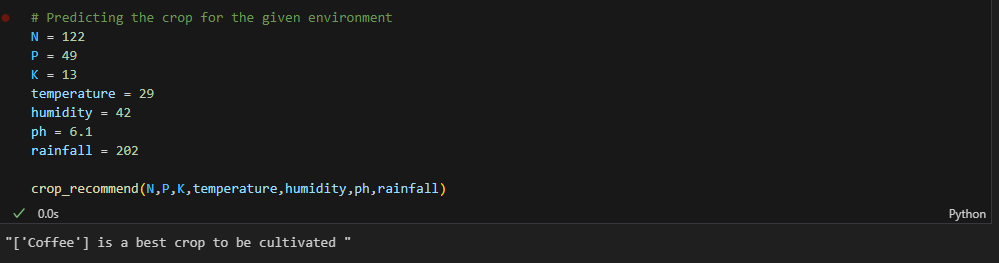 # Predicting the crop for the given environment
N = 122
P = 49
K = 13
temperature = 29
humidity = 42
ph = 6.1
rainfall = 202
crop_recommend(N,P,K,temperature,humidity,ph,rainfall)
0.0s
Python
"['Coffee'] is a best crop to be cultivated "